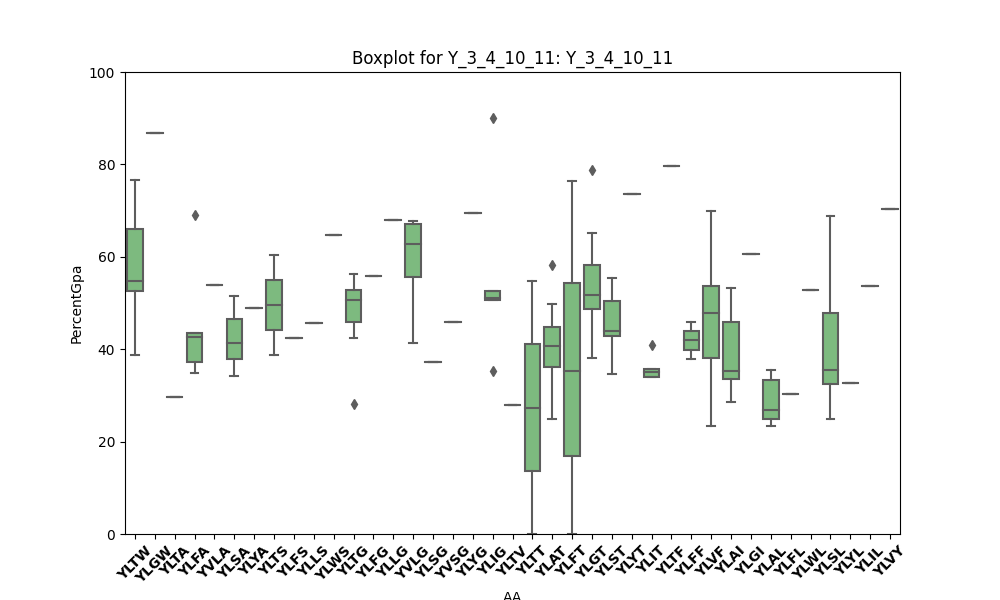 Boxplot for Y_3_4_10_11: Y_3_4_10_11
PercentGpa
100
80
60
40
20
0
YLTW YLGW YLTA YLFA YVLA YLSA YLYA YLTS YLFS YLLS YLWS YLTG YLFG YLLG YVLG YLSG YVSG YLYG YLTV YLTT YLAT YLFT YLGT YLST YLYT YLIT YLTF YLFF YLVF YLAI YLGI YLAL YLFL YLWL YLSL YLYL YLIL YLVY
AA